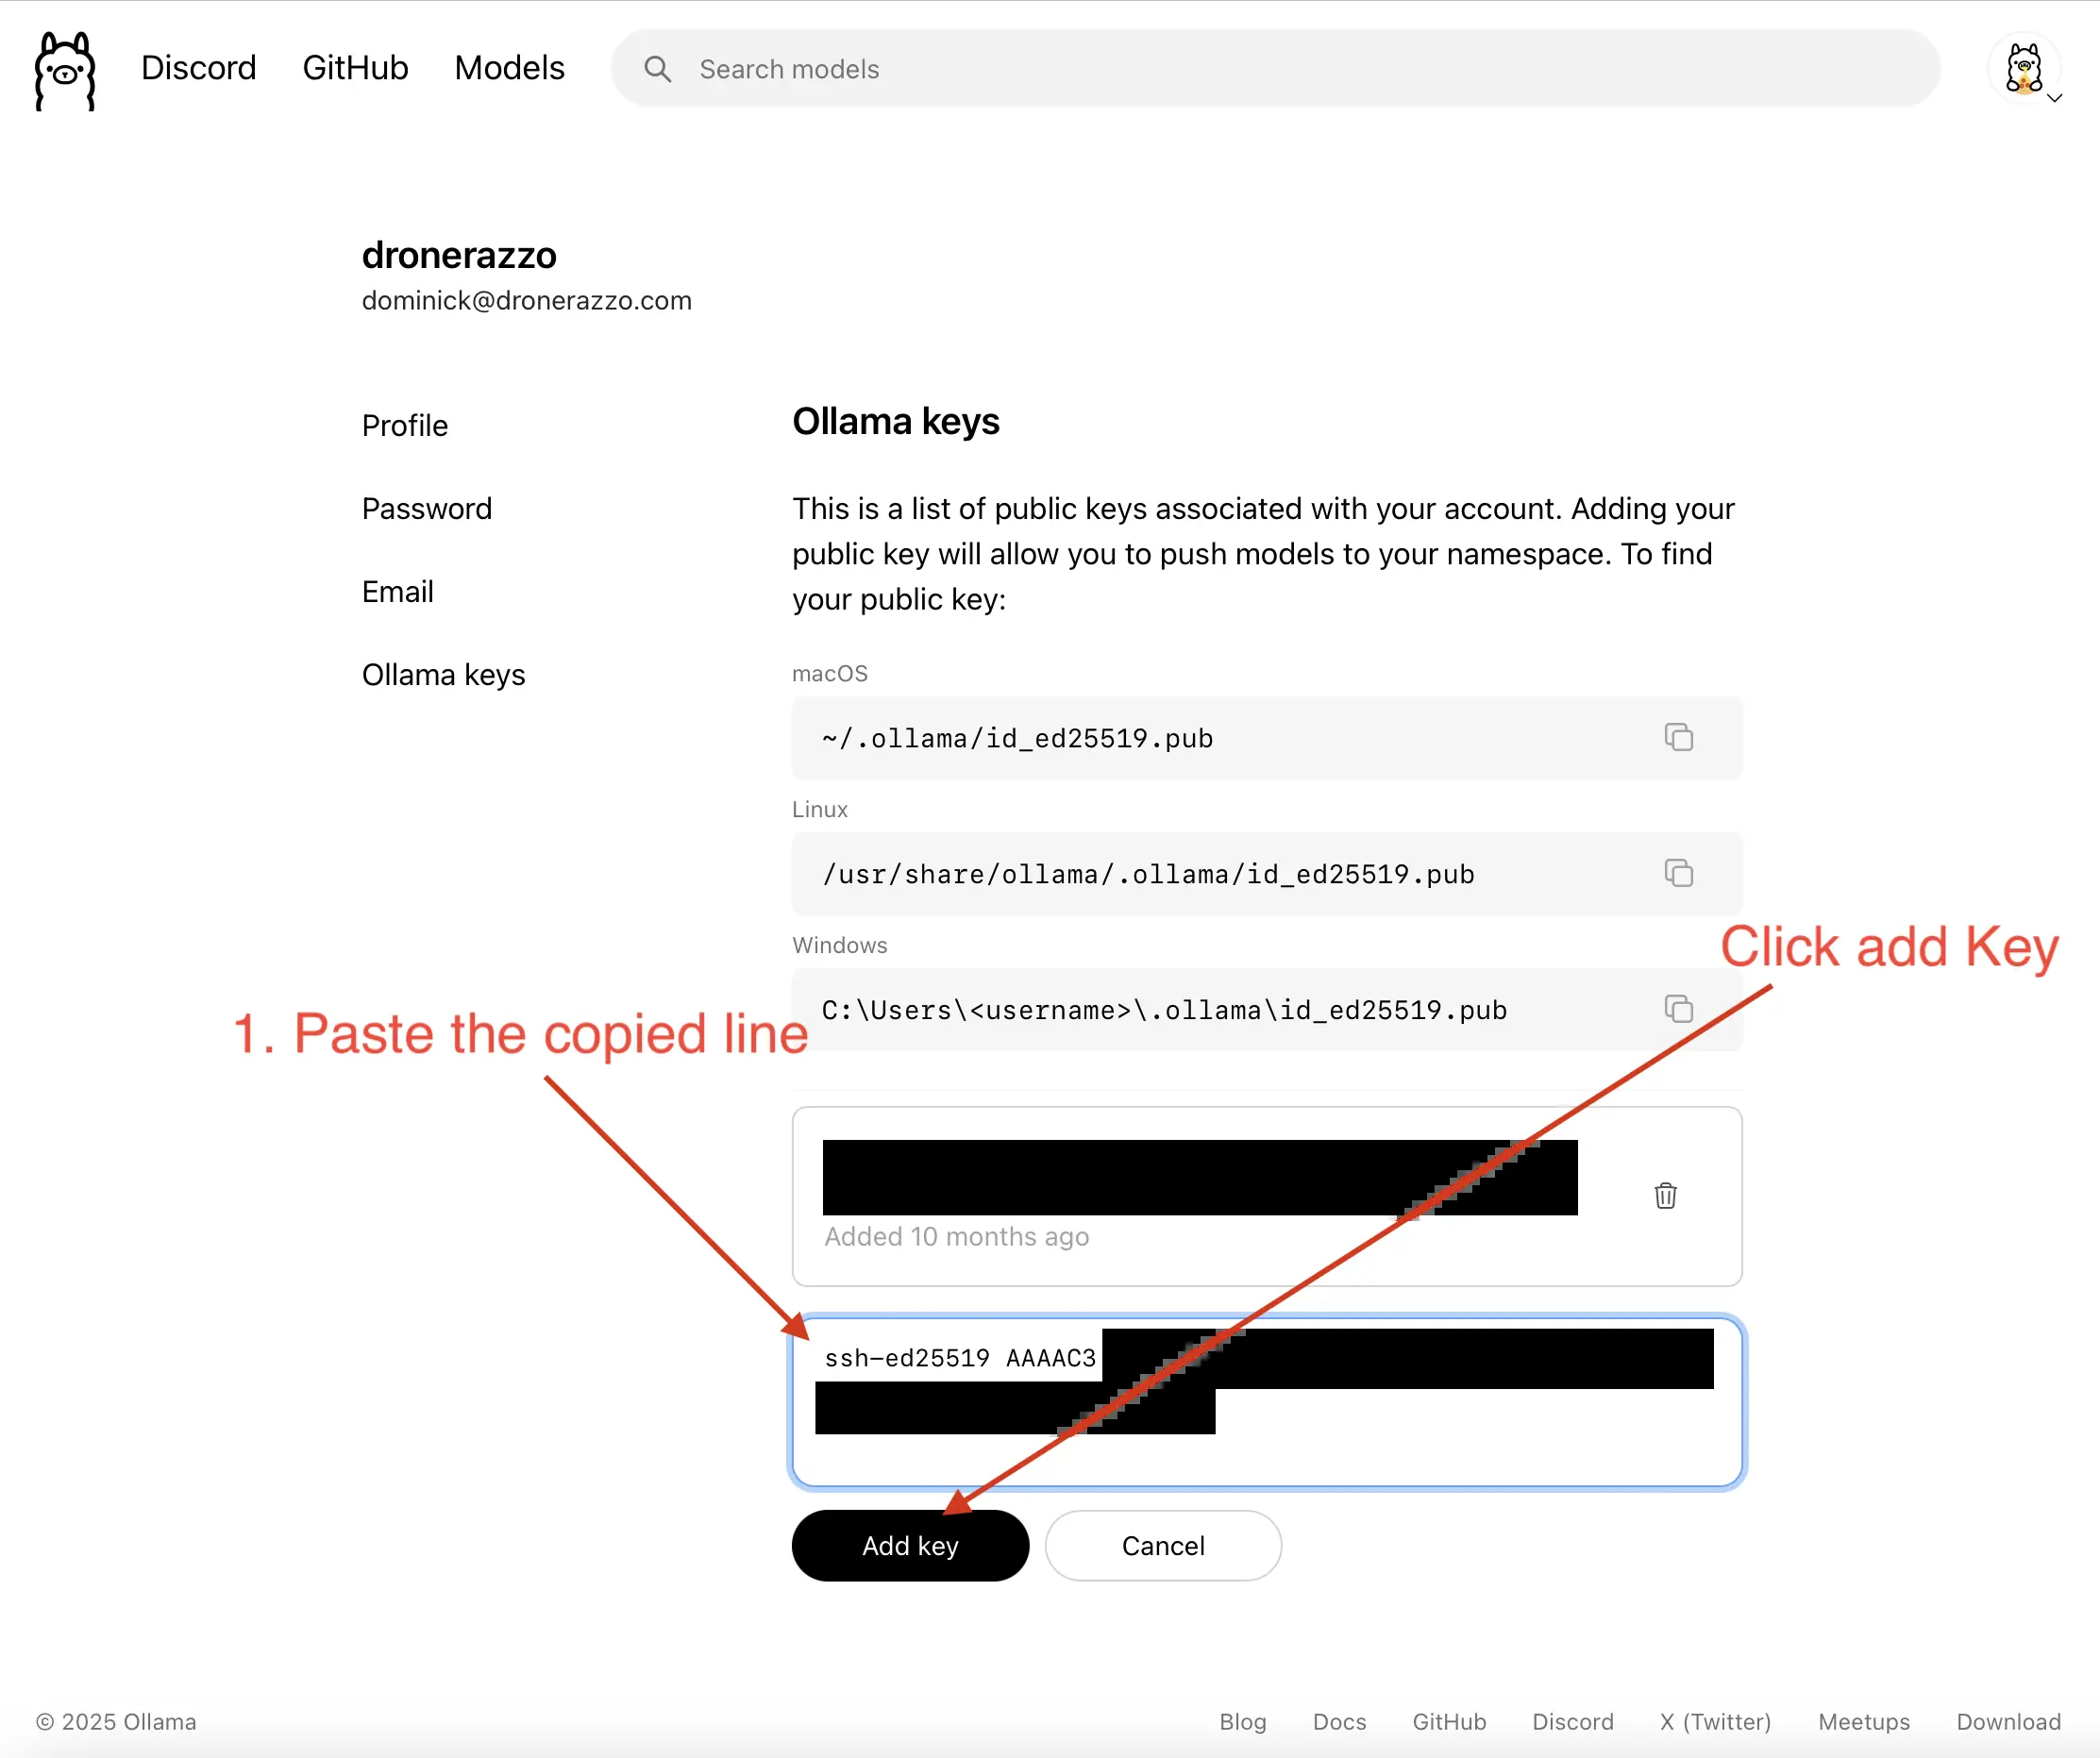 Discord GitHub Models Search models
dronerazzo
dominick@dronerazzo.com
Profile
Password
Email
Ollama keys
Ollama keys
This is a list of public keys associated with your account. Adding your
public key will allow you to push models to your namespace. To find
your public key:
macOS
~/.ollama/id_ed25519.pub
Linux
/usr/share/ollama/.ollama/id_ed25519.pub
Windows
C:\Users\<username>\.ollama\id_ed25519.pub
Click add Key
1. Paste the copied line
Added 10 months ago
ssh-ed25519 AAAAC3
Add key Cancel
© 2025 Ollama Blog Docs GitHub Discord X (Twitter) Meetups Download